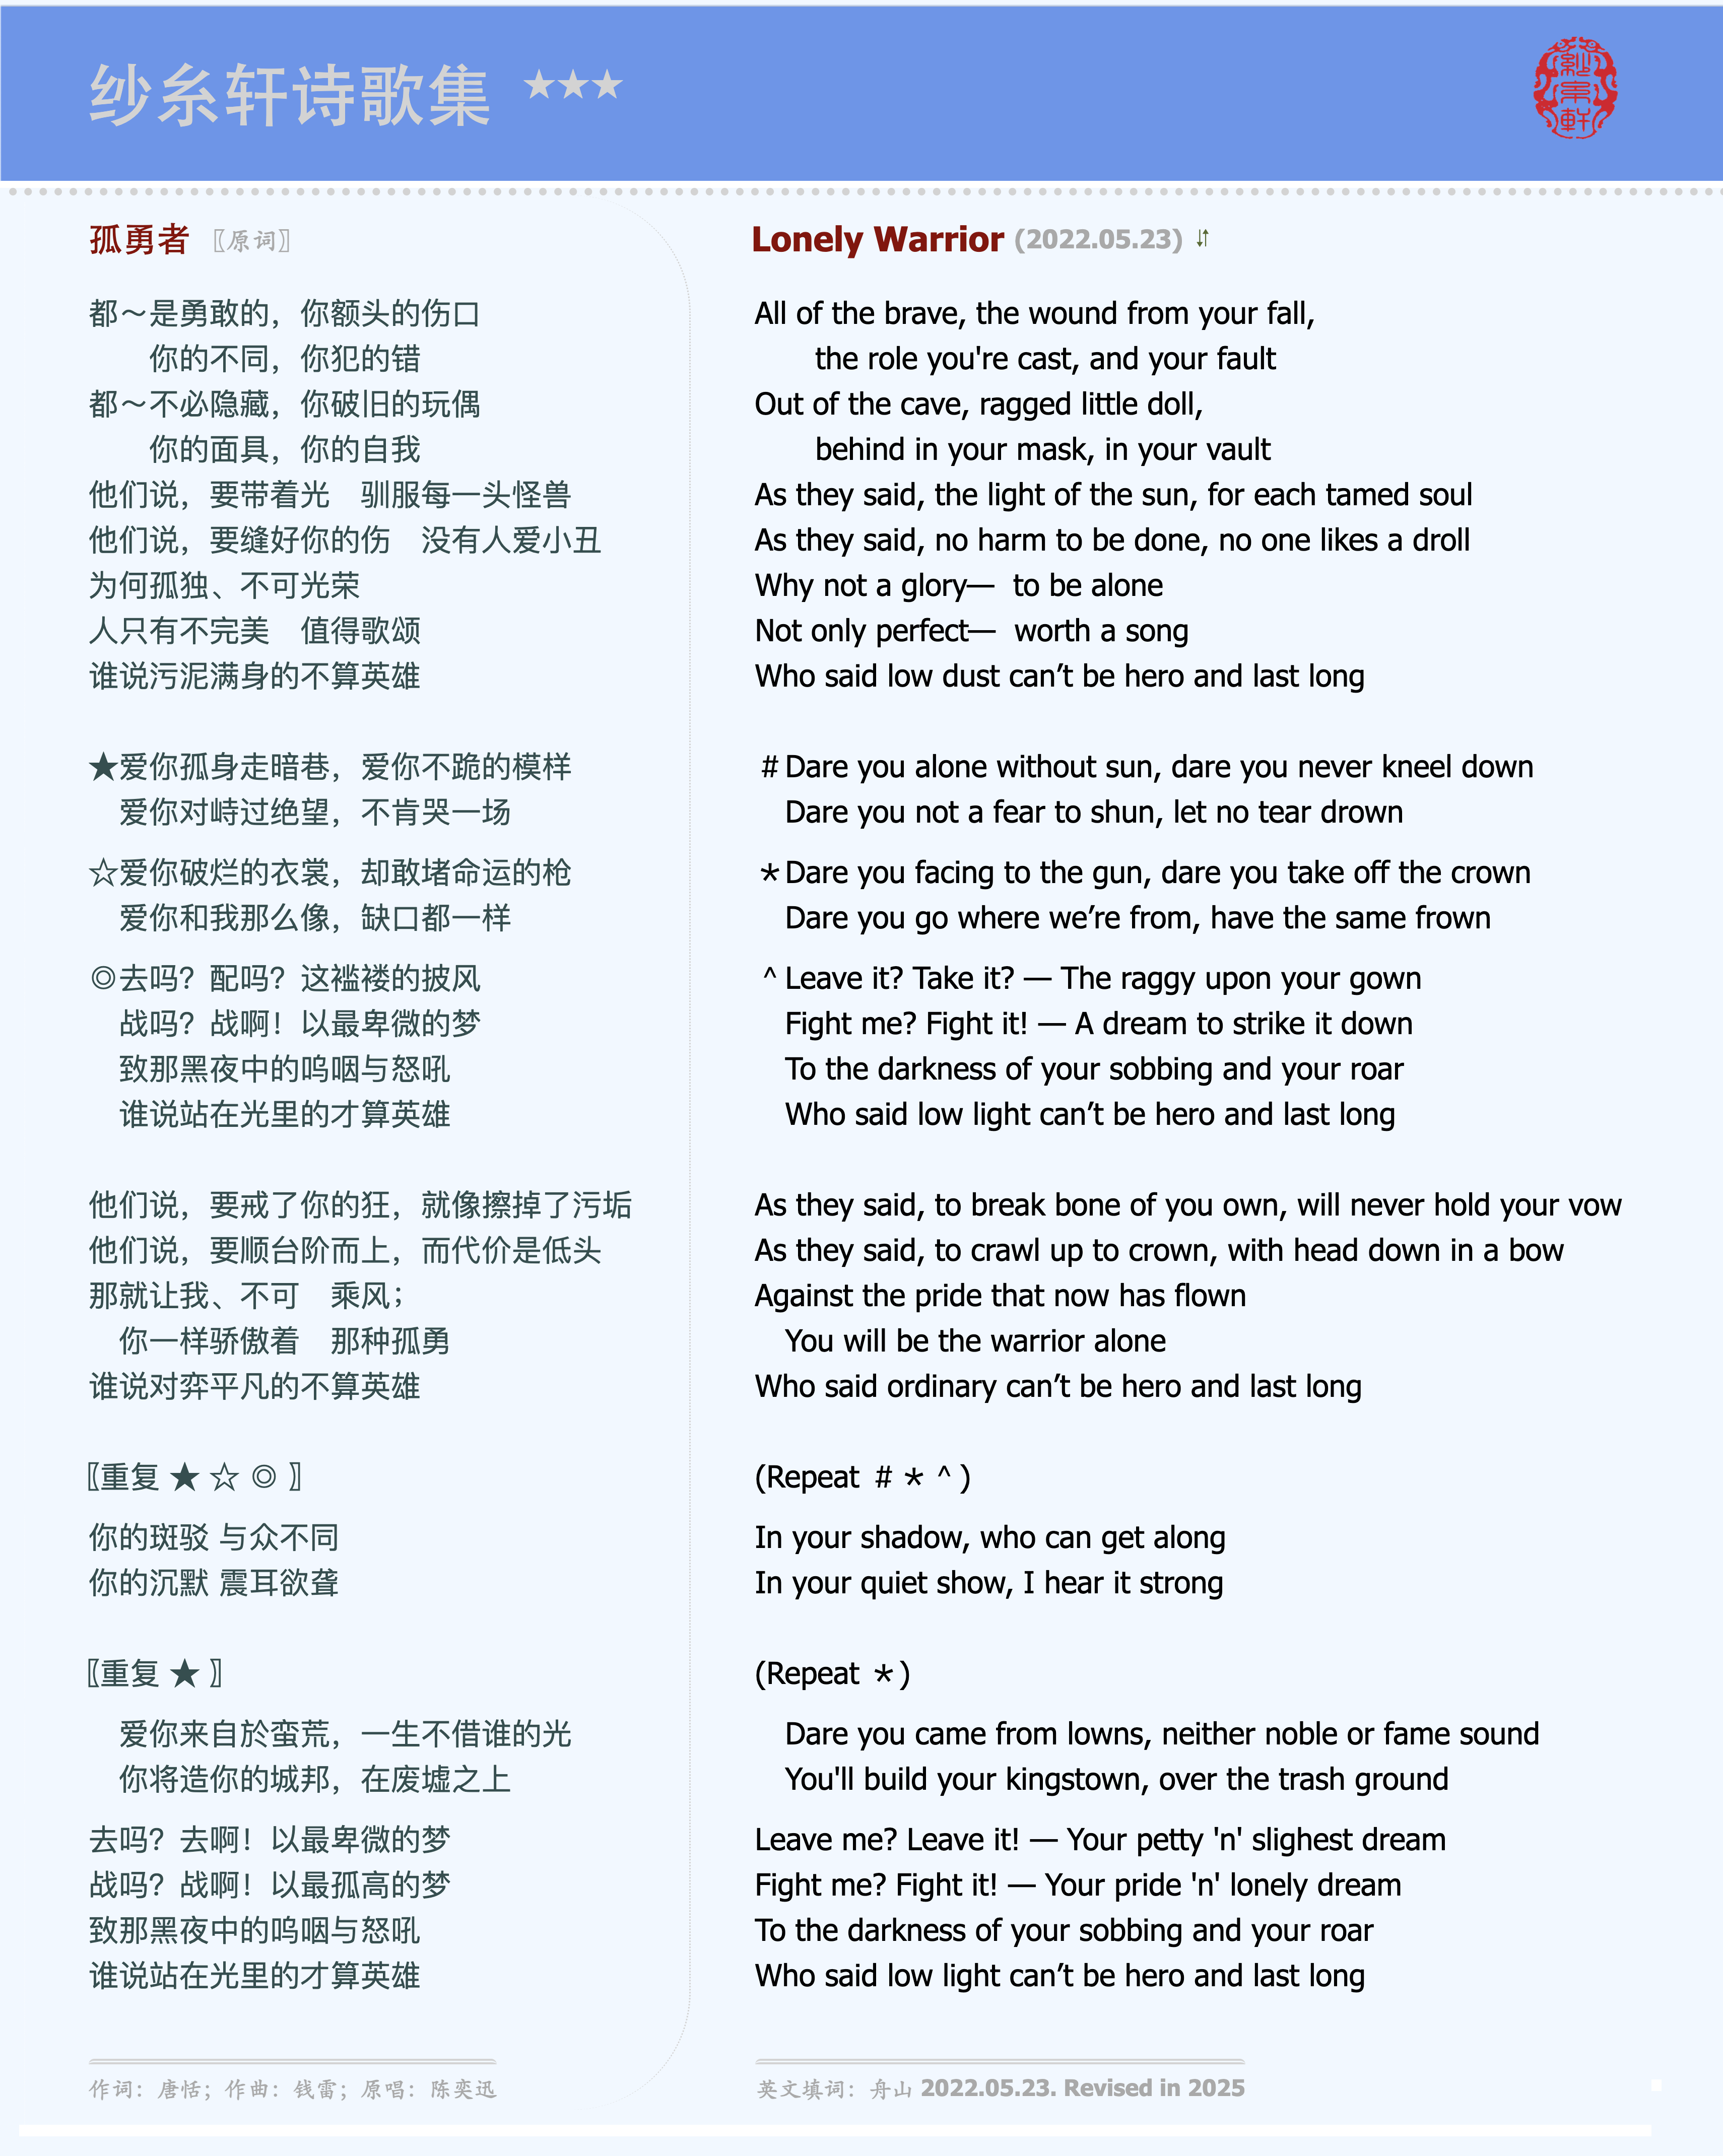 纱糸轩诗歌集 ★★★
紗糸軒
孤勇者 〖原词〗
都～是勇敢的，你额头的伤口
你的不同，你犯的错
都～不必隐藏，你破旧的玩偶
你的面具，你的自我
他们说，要带着光　驯服每一头怪兽
他们说，要缝好你的伤　没有人爱小丑
为何孤独、不可光荣
人只有不完美　值得歌颂
谁说污泥满身的不算英雄
★爱你孤身走暗巷，爱你不跪的模样
爱你对峙过绝望，不肯哭一场
☆爱你破烂的衣裳，却敢堵命运的枪
爱你和我那么像，缺口都一样
◎去吗？配吗？这褴褛的披风
战吗？战啊！以最卑微的梦
致那黑夜中的呜咽与怒吼
谁说站在光里的才算英雄
他们说，要戒了你的狂，就像擦掉了污垢
他们说，要顺台阶而上，而代价是低头
那就让我、不可　乘风；
你一样骄傲着　那种孤勇
谁说对弈平凡的不算英雄
〖重复 ★ ☆ ◎ 〗
你的斑驳 与众不同
你的沉默 震耳欲聋
〖重复 ★ 〗
爱你来自於蛮荒，一生不借谁的光
你将造你的城邦，在废墟之上
去吗？去啊！以最卑微的梦
战吗？战啊！以最孤高的梦
致那黑夜中的呜咽与怒吼
谁说站在光里的才算英雄
作词：唐恬；作曲：钱雷；原唱：陈奕迅
Lonely Warrior (2022.05.23) ⇵
All of the brave, the wound from your fall,
the role you're cast, and your fault
Out of the cave, ragged little doll,
behind in your mask, in your vault
As they said, the light of the sun, for each tamed soul
As they said, no harm to be done, no one likes a droll
Why not a glory—  to be alone
Not only perfect—  worth a song
Who said low dust can’t be hero and last long
# Dare you alone without sun, dare you never kneel down
Dare you not a fear to shun, let no tear drown
* Dare you facing to the gun, dare you take off the crown
Dare you go where we’re from, have the same frown
^ Leave it? Take it? — The raggy upon your gown
Fight me? Fight it! — A dream to strike it down
To the darkness of your sobbing and your roar
Who said low light can’t be hero and last long
As they said, to break bone of you own, will never hold your vow
As they said, to crawl up to crown, with head down in a bow
Against the pride that now has flown
You will be the warrior alone
Who said ordinary can’t be hero and last long
(Repeat # * ^ )
In your shadow, who can get along
In your quiet show, I hear it strong
(Repeat *)
Dare you came from lowns, neither noble or fame sound
You'll build your kingstown, over the trash ground
Leave me? Leave it! — Your petty 'n' slighest dream
Fight me? Fight it! — Your pride 'n' lonely dream
To the darkness of your sobbing and your roar
Who said low light can’t be hero and last long
英文填词：舟山 2022.05.23. Revised in 2025